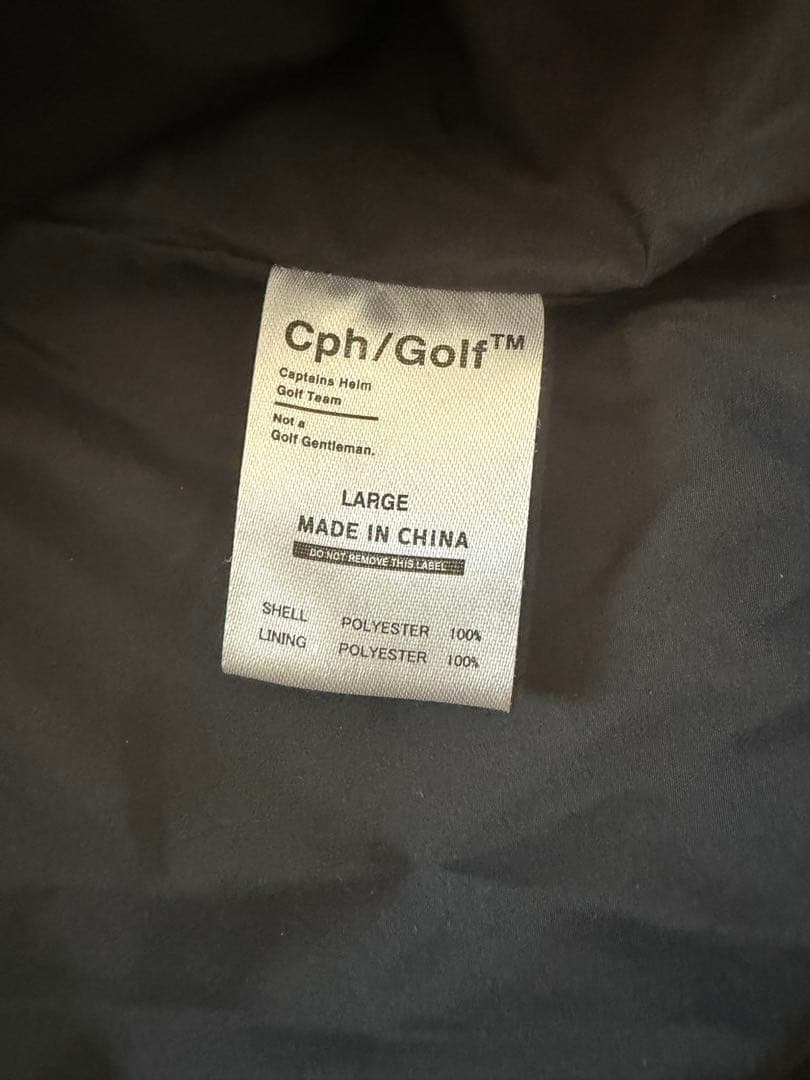 Cph/Golf™
Captains Helm
Golf Team
Not a
Golf Gentleman.
LARGE
MADE IN CHINA
DO NOT REMOVE THIS LABEL
SHELL POLYESTER 100%
LINING POLYESTER 100%